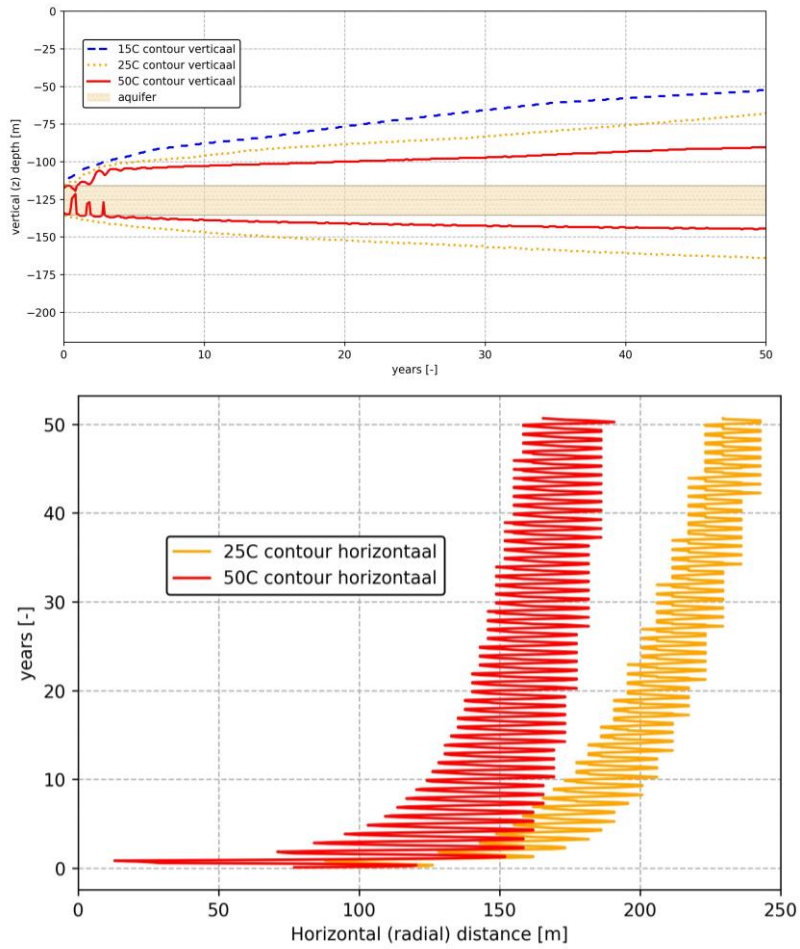 0
−25
−50
−75
−100
−125
−150
−175
−200
vertical (z) depth [m]
15C contour verticaal
25C contour verticaal
50C contour verticaal
aquifer
0 10 20 30 40 50
years [-]
50
40
30
20
10
0
years [-]
25C contour horizontaal
50C contour horizontaal
0 50 100 150 200 250
Horizontal (radial) distance [m]